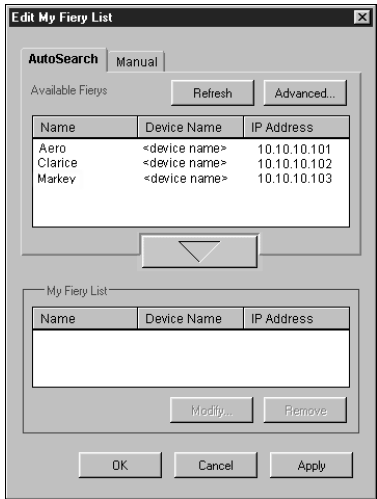 Edit My Fiery List
AutoSearch Manual
Available Fierys Refresh Advanced...
Name Device Name IP Address
Aero <device name> 10.10.10.101
Clarice <device name> 10.10.10.102
Markey <device name> 10.10.10.103
My Fiery List
Name Device Name IP Address
Modify... Remove
OK Cancel Apply